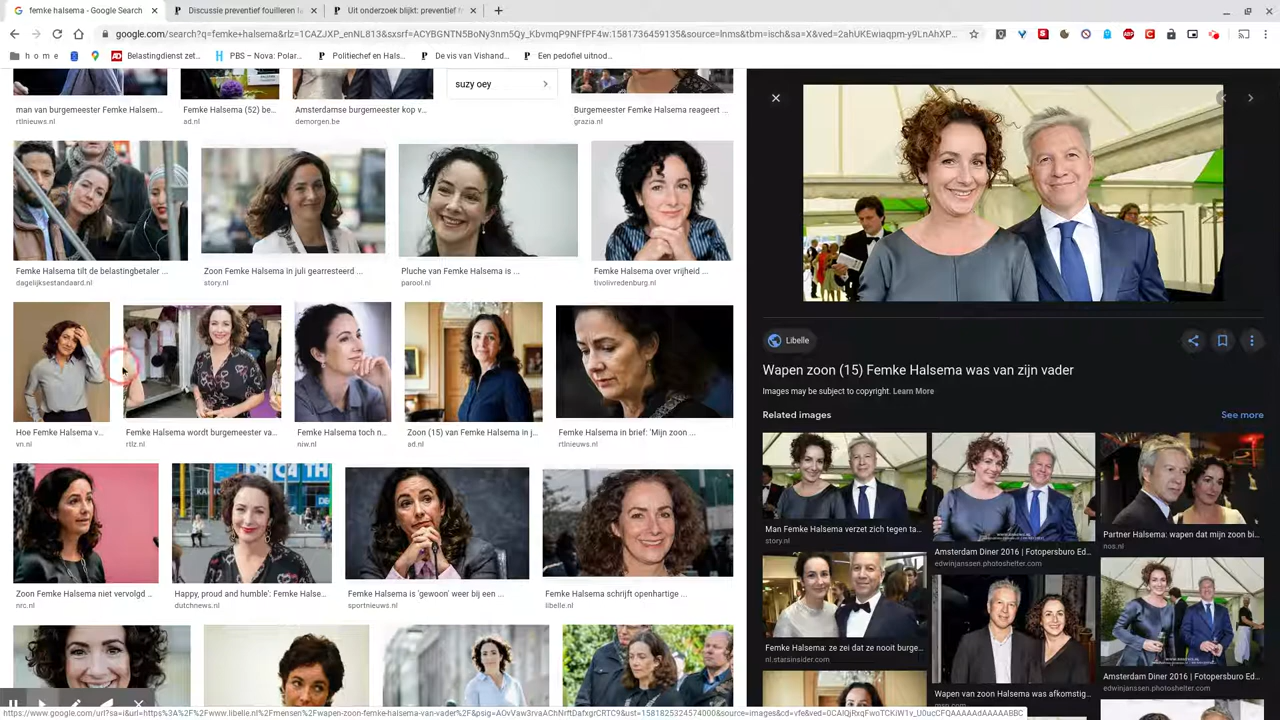 femke halsema - Google Search
Discussie preventief fouilleren l
Uit onderzoek blijkt: preventief f
google.com/search?q=femke+halsema&rlz=1CAZJXP_enNL813&sxsrf=ACYBGNTN5BoNy3nm5Qy_KbvmqP9NFfPF4w:1581736459135&source=lnms&tbm=isch&sa=X&ved=2ahUKEwiaqpm-y9LnAhXP...
h o m e
Belastingdienst zet...
PBS – Nova: Polar...
Politiechef en Hals...
De vis van Vishand...
Een pedofiel uitnod...
suzy oey
man van burgemeester Femke Halsem...
rtlnieuws.nl
Femke Halsema (52) be...
ad.nl
Amsterdamse burgemeester kop v...
demorgen.be
Burgemeester Femke Halsema reageert ...
grazia.nl
Femke Halsema tilt de belastingbetaler ...
dagelijksestandaard.nl
Zoon Femke Halsema in juli gearresteerd ...
story.nl
Pluche van Femke Halsema is ...
parool.nl
Femke Halsema over vrijheid ...
tivolivredenburg.nl
Hoe Femke Halsema v...
vn.nl
Femke Halsema wordt burgemeester va...
rtlz.nl
Femke Halsema toch n...
niw.nl
Zoon (15) van Femke Halsema in j...
ad.nl
Femke Halsema in brief: 'Mijn zoon ...
rtlnieuws.nl
Zoon Femke Halsema niet vervolgd ..
nrc.nl
Happy, proud and humble': Femke Halse...
dutchnews.nl
Femke Halsema is 'gewoon' weer bij een ...
sportnieuws.nl
Femke Halsema schrijft openhartige ...
libelle.nl
Libelle
Wapen zoon (15) Femke Halsema was van zijn vader
Images may be subject to copyright. Learn More
Related images
See more
Man Femke Halsema verzet zich tegen ta...
story.nl
Amsterdam Diner 2016 | Fotopersburo Ed...
edwinjanssen.photoshelter.com
Partner Halsema: wapen dat mijn zoon bi...
nos.nl
Femke Halsema: ze zei dat ze nooit burge...
nl.starsinsider.com
Wapen van zoon Halsema was afkomstig...
msn.com
Amsterdam Diner 2016 | Fotopersburo Ed...
edwinjanssen.photoshelter.com